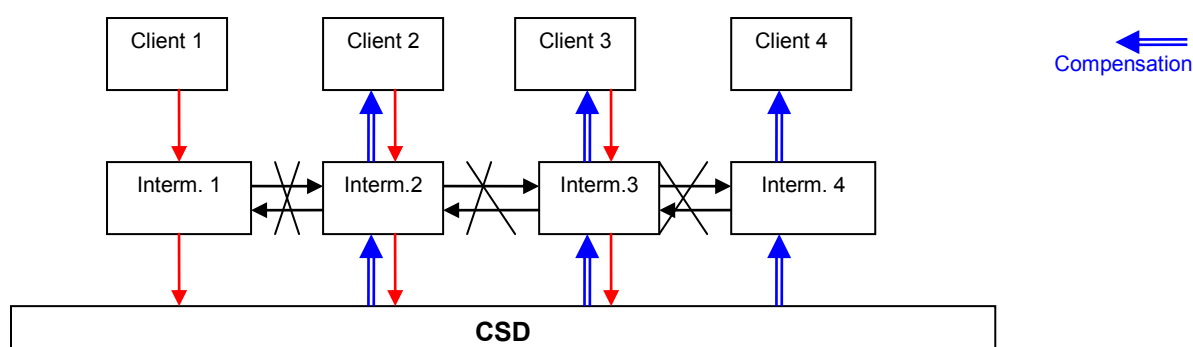 Client 1
Client 2
Client 3
Client 4
Compensation
Interm. 1
Interm.2
Interm.3
Interm. 4
CSD